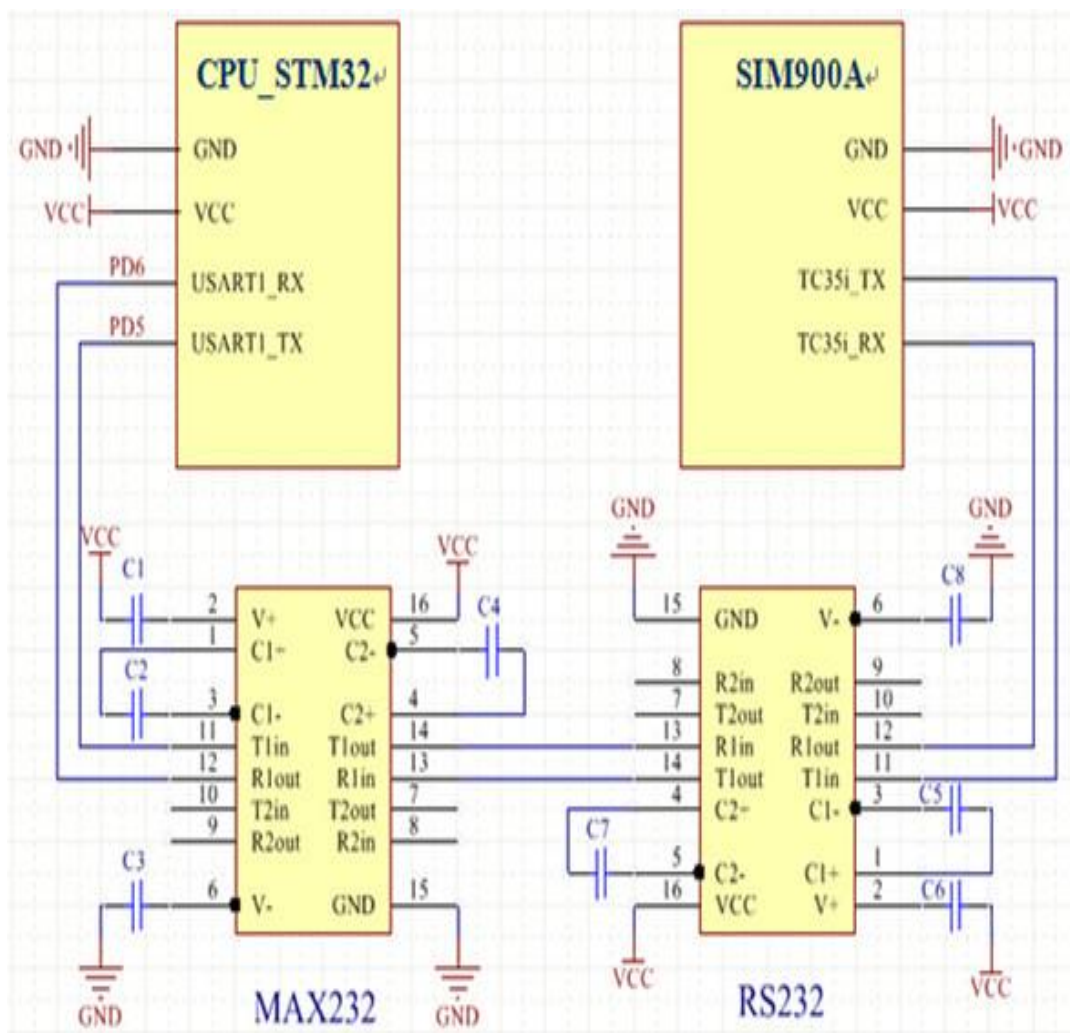 CPU_STM32↵
GND
GND
VCC
VCC
PD6
USART1_RX
PD5
USART1_TX
SIM900A↵
GND
GND
VCC
VCC
TC35i_TX
TC35i_RX
VCC
C1
VCC
2
V+
VCC
16
1
C1+
C2-
5
C4
C2
3
C1-
C2+
4
11
T1in
T1out
14
12
R1out
R1in
13
10
T2in
T2out
7
9
R2out
R2in
8
C3
6
V-
GND
15
GND
MAX232
GND
GND
GND
15
GND
V-
6
C8
8
R2in
R2out
9
7
T2out
T2in
10
13
R1in
R1out
12
14
T1out
T1in
11
4
C2+
C1-
3
C5
C7
5
C2-
C1+
1
16
VCC
V+
2
C6
VCC
RS232
VCC